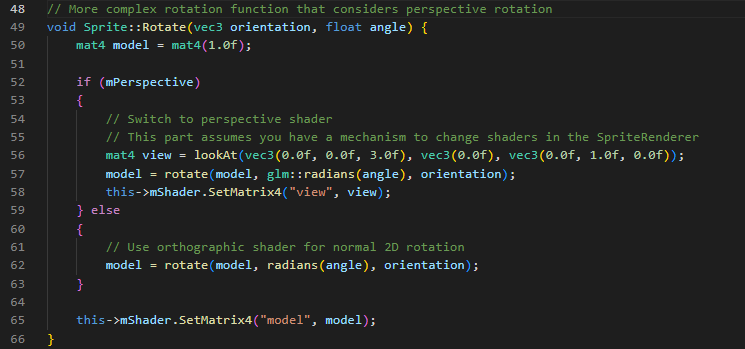 48 // More complex rotation function that considers perspective rotation
49 void Sprite::Rotate(vec3 orientation, float angle) {
50     mat4 model = mat4(1.0f);
51
52     if (mPerspective)
53     {
54         // Switch to perspective shader
55         // This part assumes you have a mechanism to change shaders in the SpriteRenderer
56         mat4 view = lookAt(vec3(0.0f, 0.0f, 3.0f), vec3(0.0f), vec3(0.0f, 1.0f, 0.0f));
57         model = rotate(model, glm::radians(angle), orientation);
58         this->mShader.SetMatrix4("view", view);
59     } else
60     {
61         // Use orthographic shader for normal 2D rotation
62         model = rotate(model, radians(angle), orientation);
63     }
64
65     this->mShader.SetMatrix4("model", model);
66 }